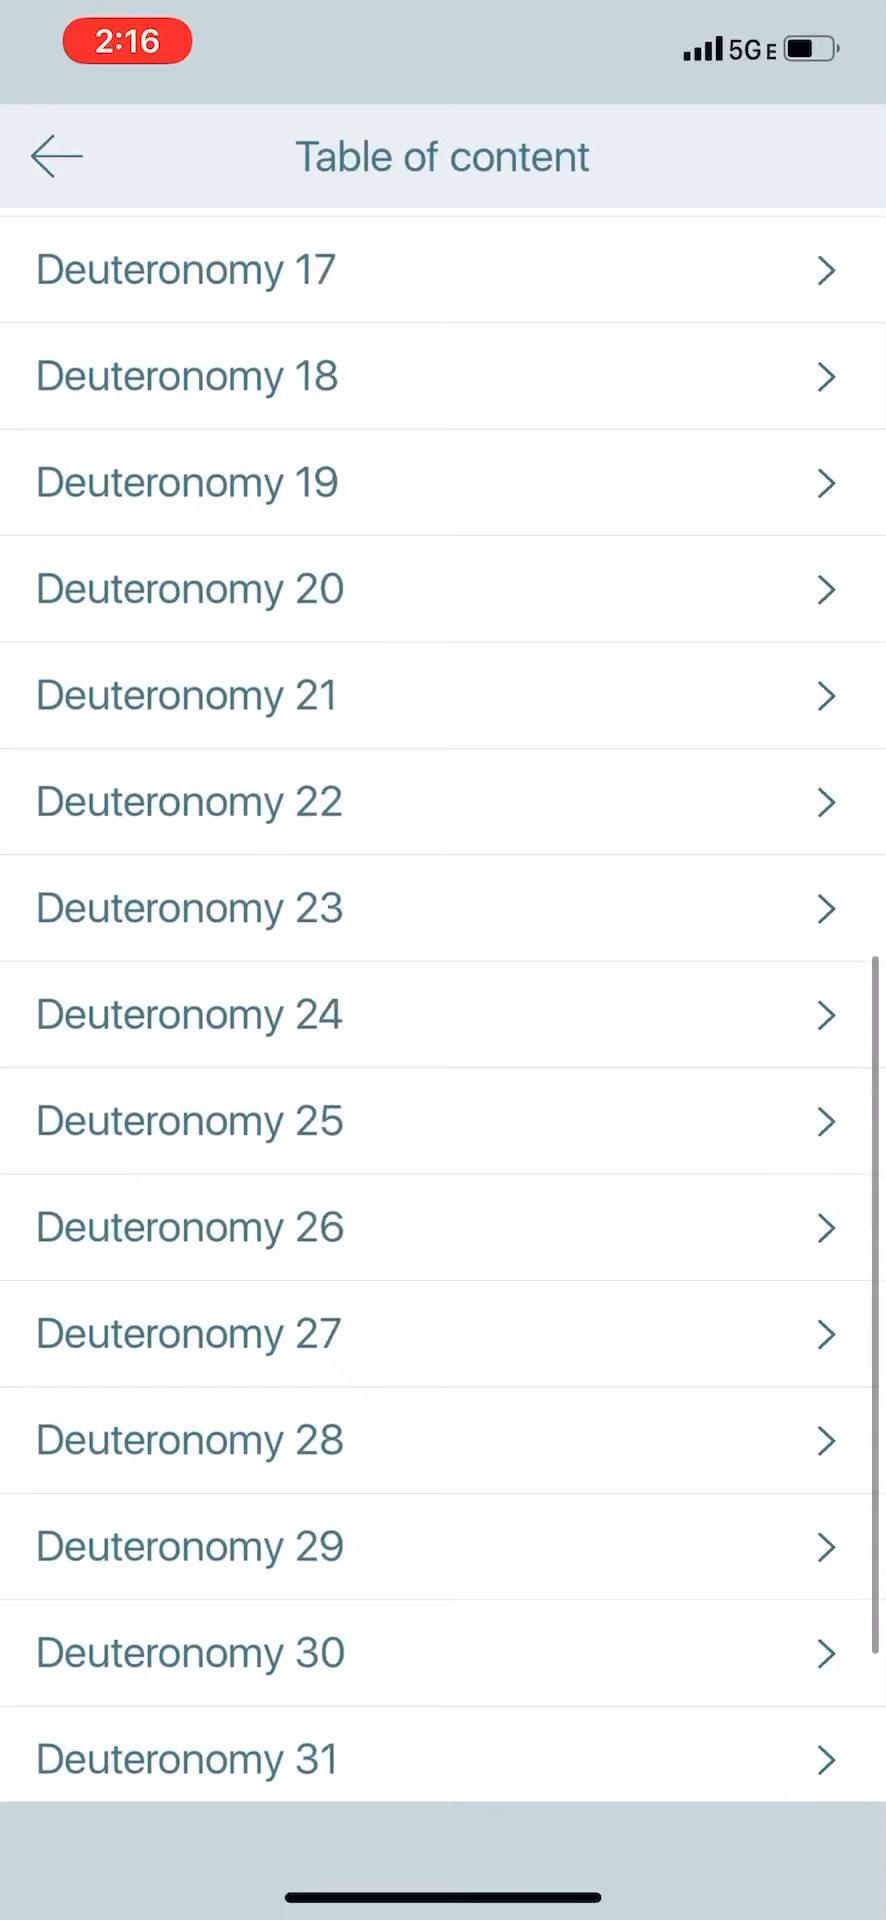 2:16
5GE
Table of content
Deuteronomy 17
Deuteronomy 18
Deuteronomy 19
Deuteronomy 20
Deuteronomy 21
Deuteronomy 22
Deuteronomy 23
Deuteronomy 24
Deuteronomy 25
Deuteronomy 26
Deuteronomy 27
Deuteronomy 28
Deuteronomy 29
Deuteronomy 30
Deuteronomy 31